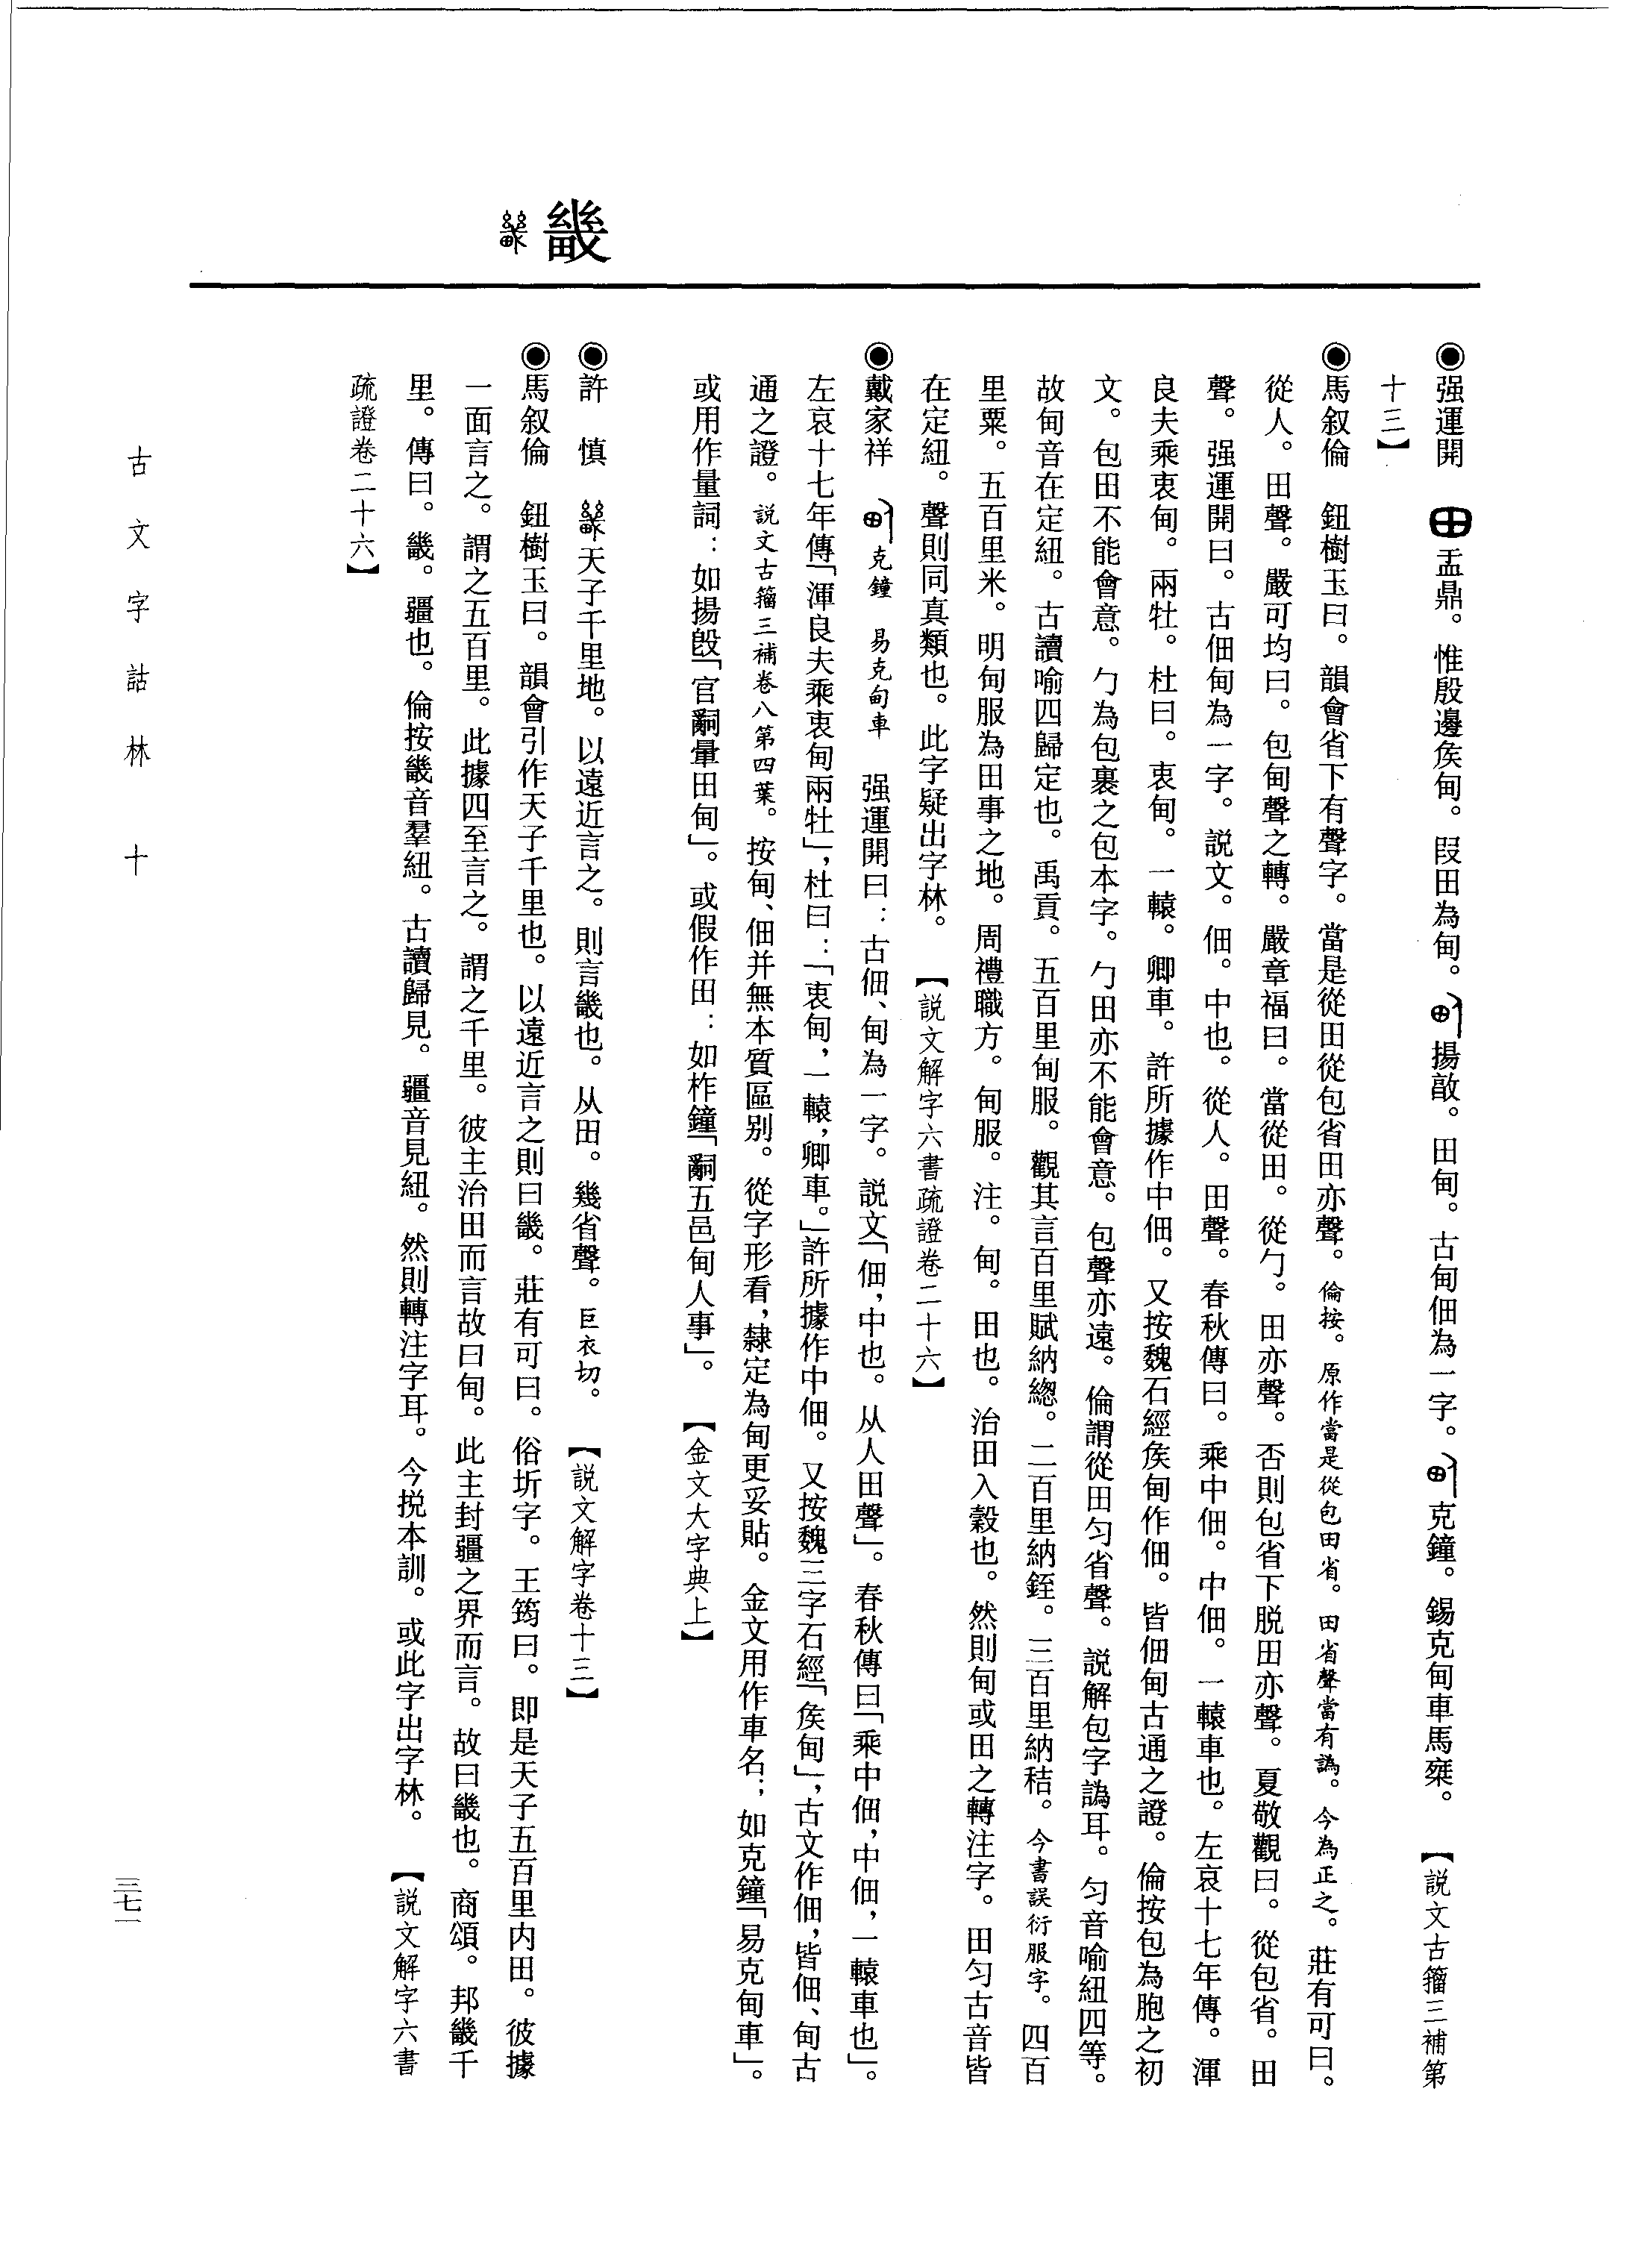 畿
◉强運開　盂鼎。惟殷邊矦甸。叚田為甸。揚𣪘。田甸。古甸佃為一字。克鐘。錫克甸車馬椉。　【説文古籀三補第
十三】
◉馬叙倫　鈕樹玉曰。韻會省下有聲字。當是從田從包省田亦聲。倫按。原作當是從包田省。田省聲當有譌。今為正之。莊有可曰。
從人。田聲。嚴可均曰。包甸聲之轉。嚴章福曰。當從田。從勹。田亦聲。否則包省下脱田亦聲。夏敬觀曰。從包省。田
聲。强運開曰。古佃甸為一字。説文。佃。中也。從人。田聲。春秋傳曰。乘中佃。中佃。一轅車也。左哀十七年傳。渾
良夫乘衷甸。兩牡。杜曰。衷甸。一轅。卿車。許所據作中佃。又按魏石經矦甸作佃。皆佃甸古通之證。倫按包為胞之初
文。包田不能會意。勹為包裹之包本字。勹田亦不能會意。包聲亦遠。倫謂從田勻省聲。説解包字譌耳。勻音喻紐四等。
故甸音在定紐。古讀喻四歸定也。禹貢。五百里甸服。觀其言百里賦納緫。二百里納銍。三百里納秸。今書誤衍服字。四百
里粟。五百里米。明甸服為田事之地。周禮職方。甸服。注。甸。田也。治田入穀也。然則甸或田之轉注字。田勻古音皆
在定紐。聲則同真類也。此字疑出字林。　【説文解字六書疏證卷二十六】
◉戴家祥　克鐘　易克甸車　强運開曰：古佃、甸為一字。説文「佃，中也。从人田聲」。春秋傳曰「乘中佃，中佃，一轅車也」。
左哀十七年傳「渾良夫乘衷甸兩牡」，杜曰：「衷甸，一轅，卿車。」許所據作中佃。又按魏三字石經「矦甸」，古文作佃，皆佃、甸古
通之證。説文古籀三補卷八第四葉。按甸、佃并無本質區别。從字形看，隸定為甸更妥貼。金文用作車名；如克鐘「易克甸車」。
或用作量詞：如揚𣪘「官嗣量田甸」。或假作田：如柞鐘「嗣五邑甸人事」。　【金文大字典上】
◉許　慎　天子千里地。以遠近言之。則言畿也。从田。幾省聲。巨衣切。　【説文解字卷十三】
◉馬叙倫　鈕樹玉曰。韻會引作天子千里也。以遠近言之則曰畿。莊有可曰。俗圻字。王筠曰。即是天子五百里内田。彼據
一面言之。謂之五百里。此據四至言之。謂之千里。彼主治田而言故曰甸。此主封疆之界而言。故曰畿也。商頌。邦畿千
里。傳曰。畿。疆也。倫按畿音羣紐。古讀歸見。疆音見紐。然則轉注字耳。今挩本訓。或此字出字林。　【説文解字六書
疏證卷二十六】
古文字詁林　十
三七一